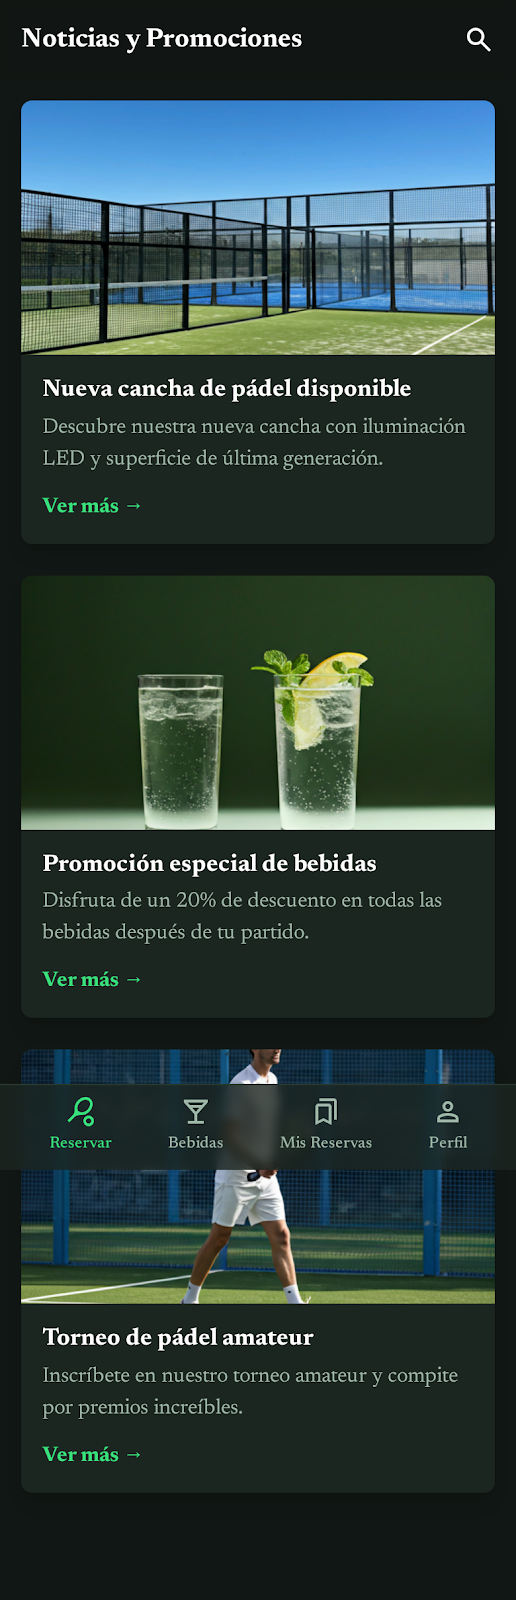 Noticias y Promociones
Nueva cancha de pádel disponible
Descubre nuestra nueva cancha con iluminación
LED y superficie de última generación.
Ver más →
Promoción especial de bebidas
Disfruta de un 20% de descuento en todas las
bebidas después de tu partido.
Ver más →
Reservar
Bebidas
Mis Reservas
Perfil
Torneo de pádel amateur
Inscríbete en nuestro torneo amateur y compite
por premios increíbles.
Ver más →